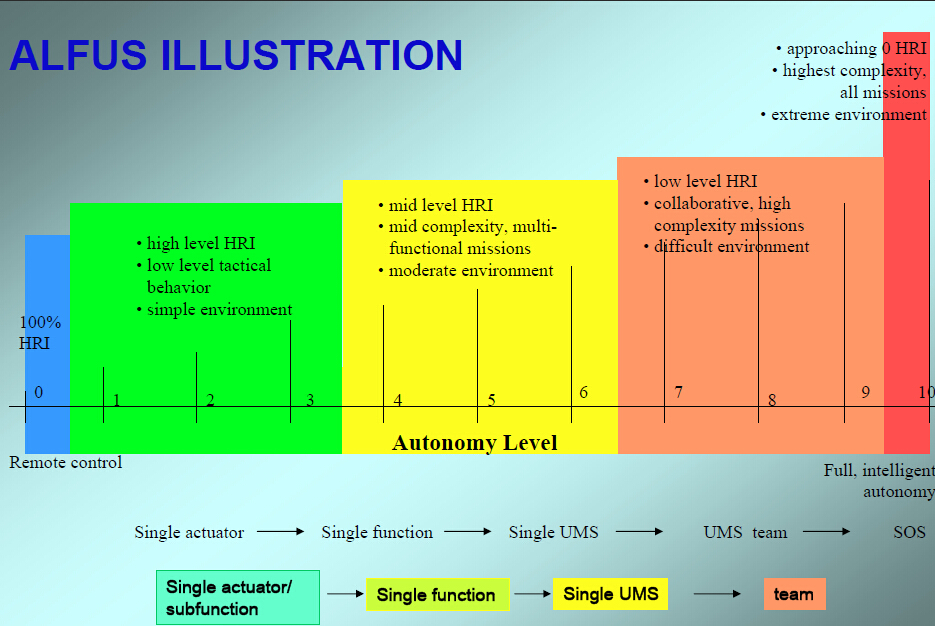 ALFUS ILLUSTRATION
• approaching 0 HRI
• highest complexity,
all missions
• extreme environment
• low level HRI
• collaborative, high
complexity missions
• difficult environment
• mid level HRI
• mid complexity, multi-
functional missions
• moderate environment
• high level HRI
• low level tactical
behavior
• simple environment
100%
HRI
0 1 2 3 4 5 6 7 8 9 10
Autonomy Level
Remote control
Full, intelligent
autonomy
Single actuator Single function Single UMS UMS team SOS
Single actuator/
subfunction
Single function
Single UMS
team